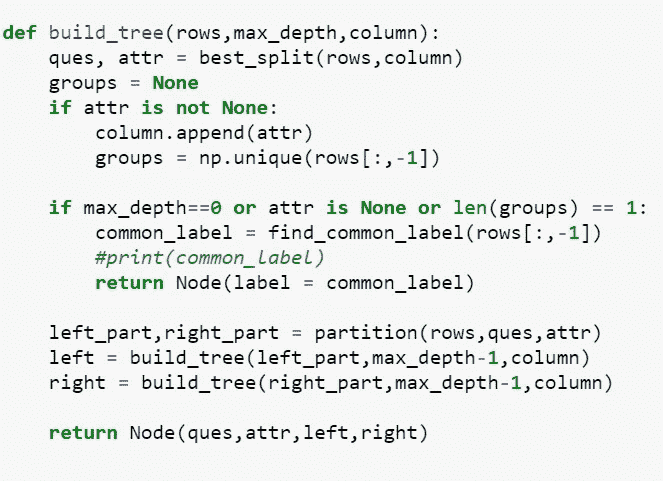 def build_tree(rows,max_depth,column):
    ques, attr = best_split(rows,column)
    groups = None
    if attr is not None:
        column.append(attr)
        groups = np.unique(rows[:,-1])

    if max_depth==0 or attr is None or len(groups) == 1:
        common_label = find_common_label(rows[:,-1])
        #print(common_label)
        return Node(label = common_label)

    left_part,right_part = partition(rows,ques,attr)
    left = build_tree(left_part,max_depth-1,column)
    right = build_tree(right_part,max_depth-1,column)

    return Node(ques,attr,left,right)